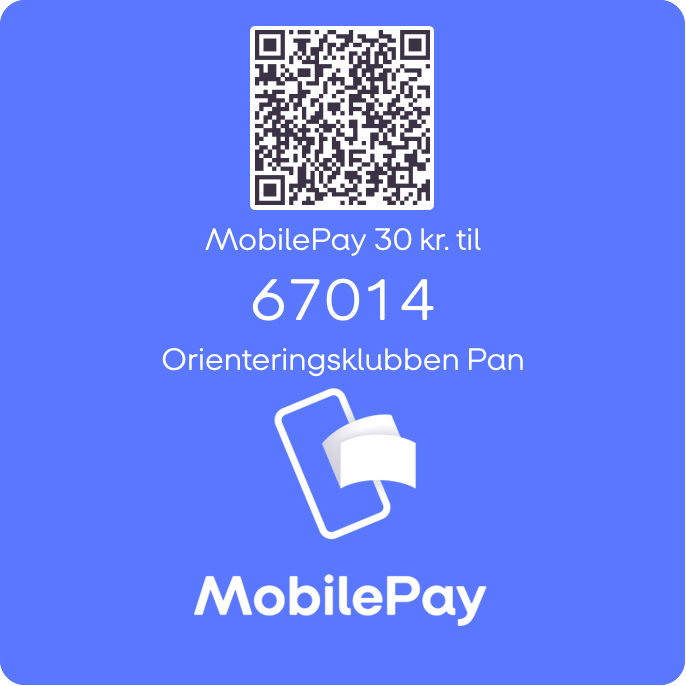 MobilePay 30 kr. til
67014
Orienteringsklubben Pan
MobilePay